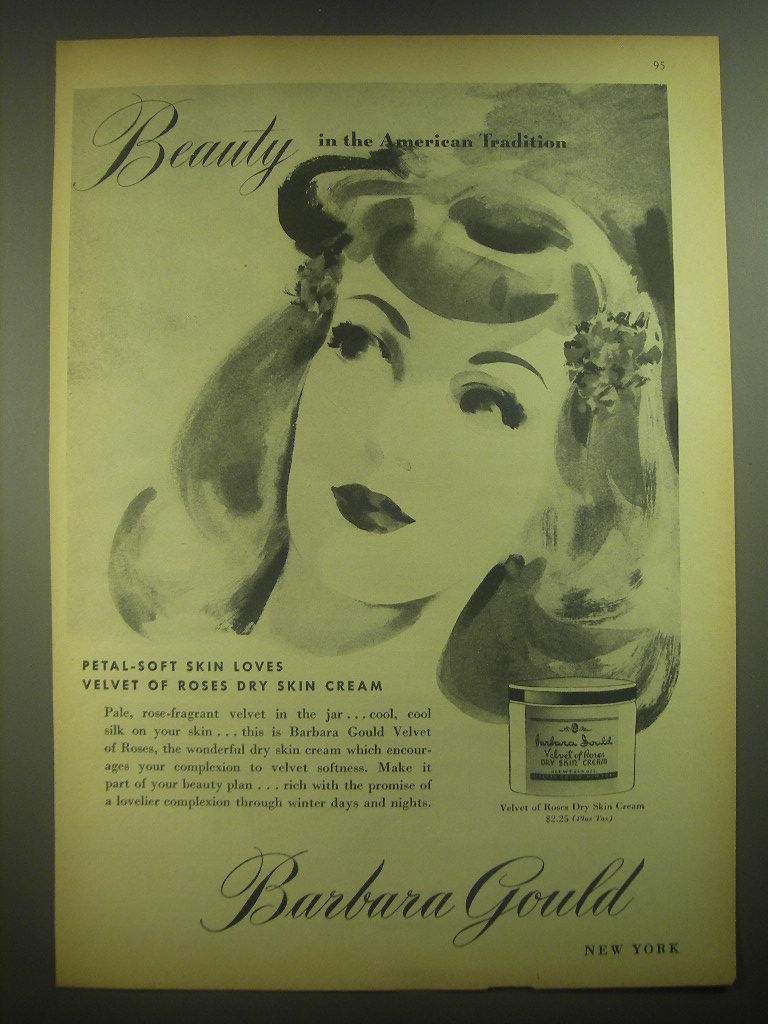 95
Beauty in the American Tradition
PETAL-SOFT SKIN LOVES
VELVET OF ROSES DRY SKIN CREAM
Pale, rose-fragrant velvet in the jar . . . cool, cool
silk on your skin . . . this is Barbara Gould Velvet
of Roses, the wonderful dry skin cream which encour-
ages your complexion to velvet softness. Make it
part of your beauty plan . . . rich with the promise of
a lovelier complexion through winter days and nights.
Barbara Gould
Velvet of Roses
DRY SKIN CREAM
Velvet of Roses Dry Skin Cream
$2.25 (Plus Tax)
Barbara Gould
NEW YORK